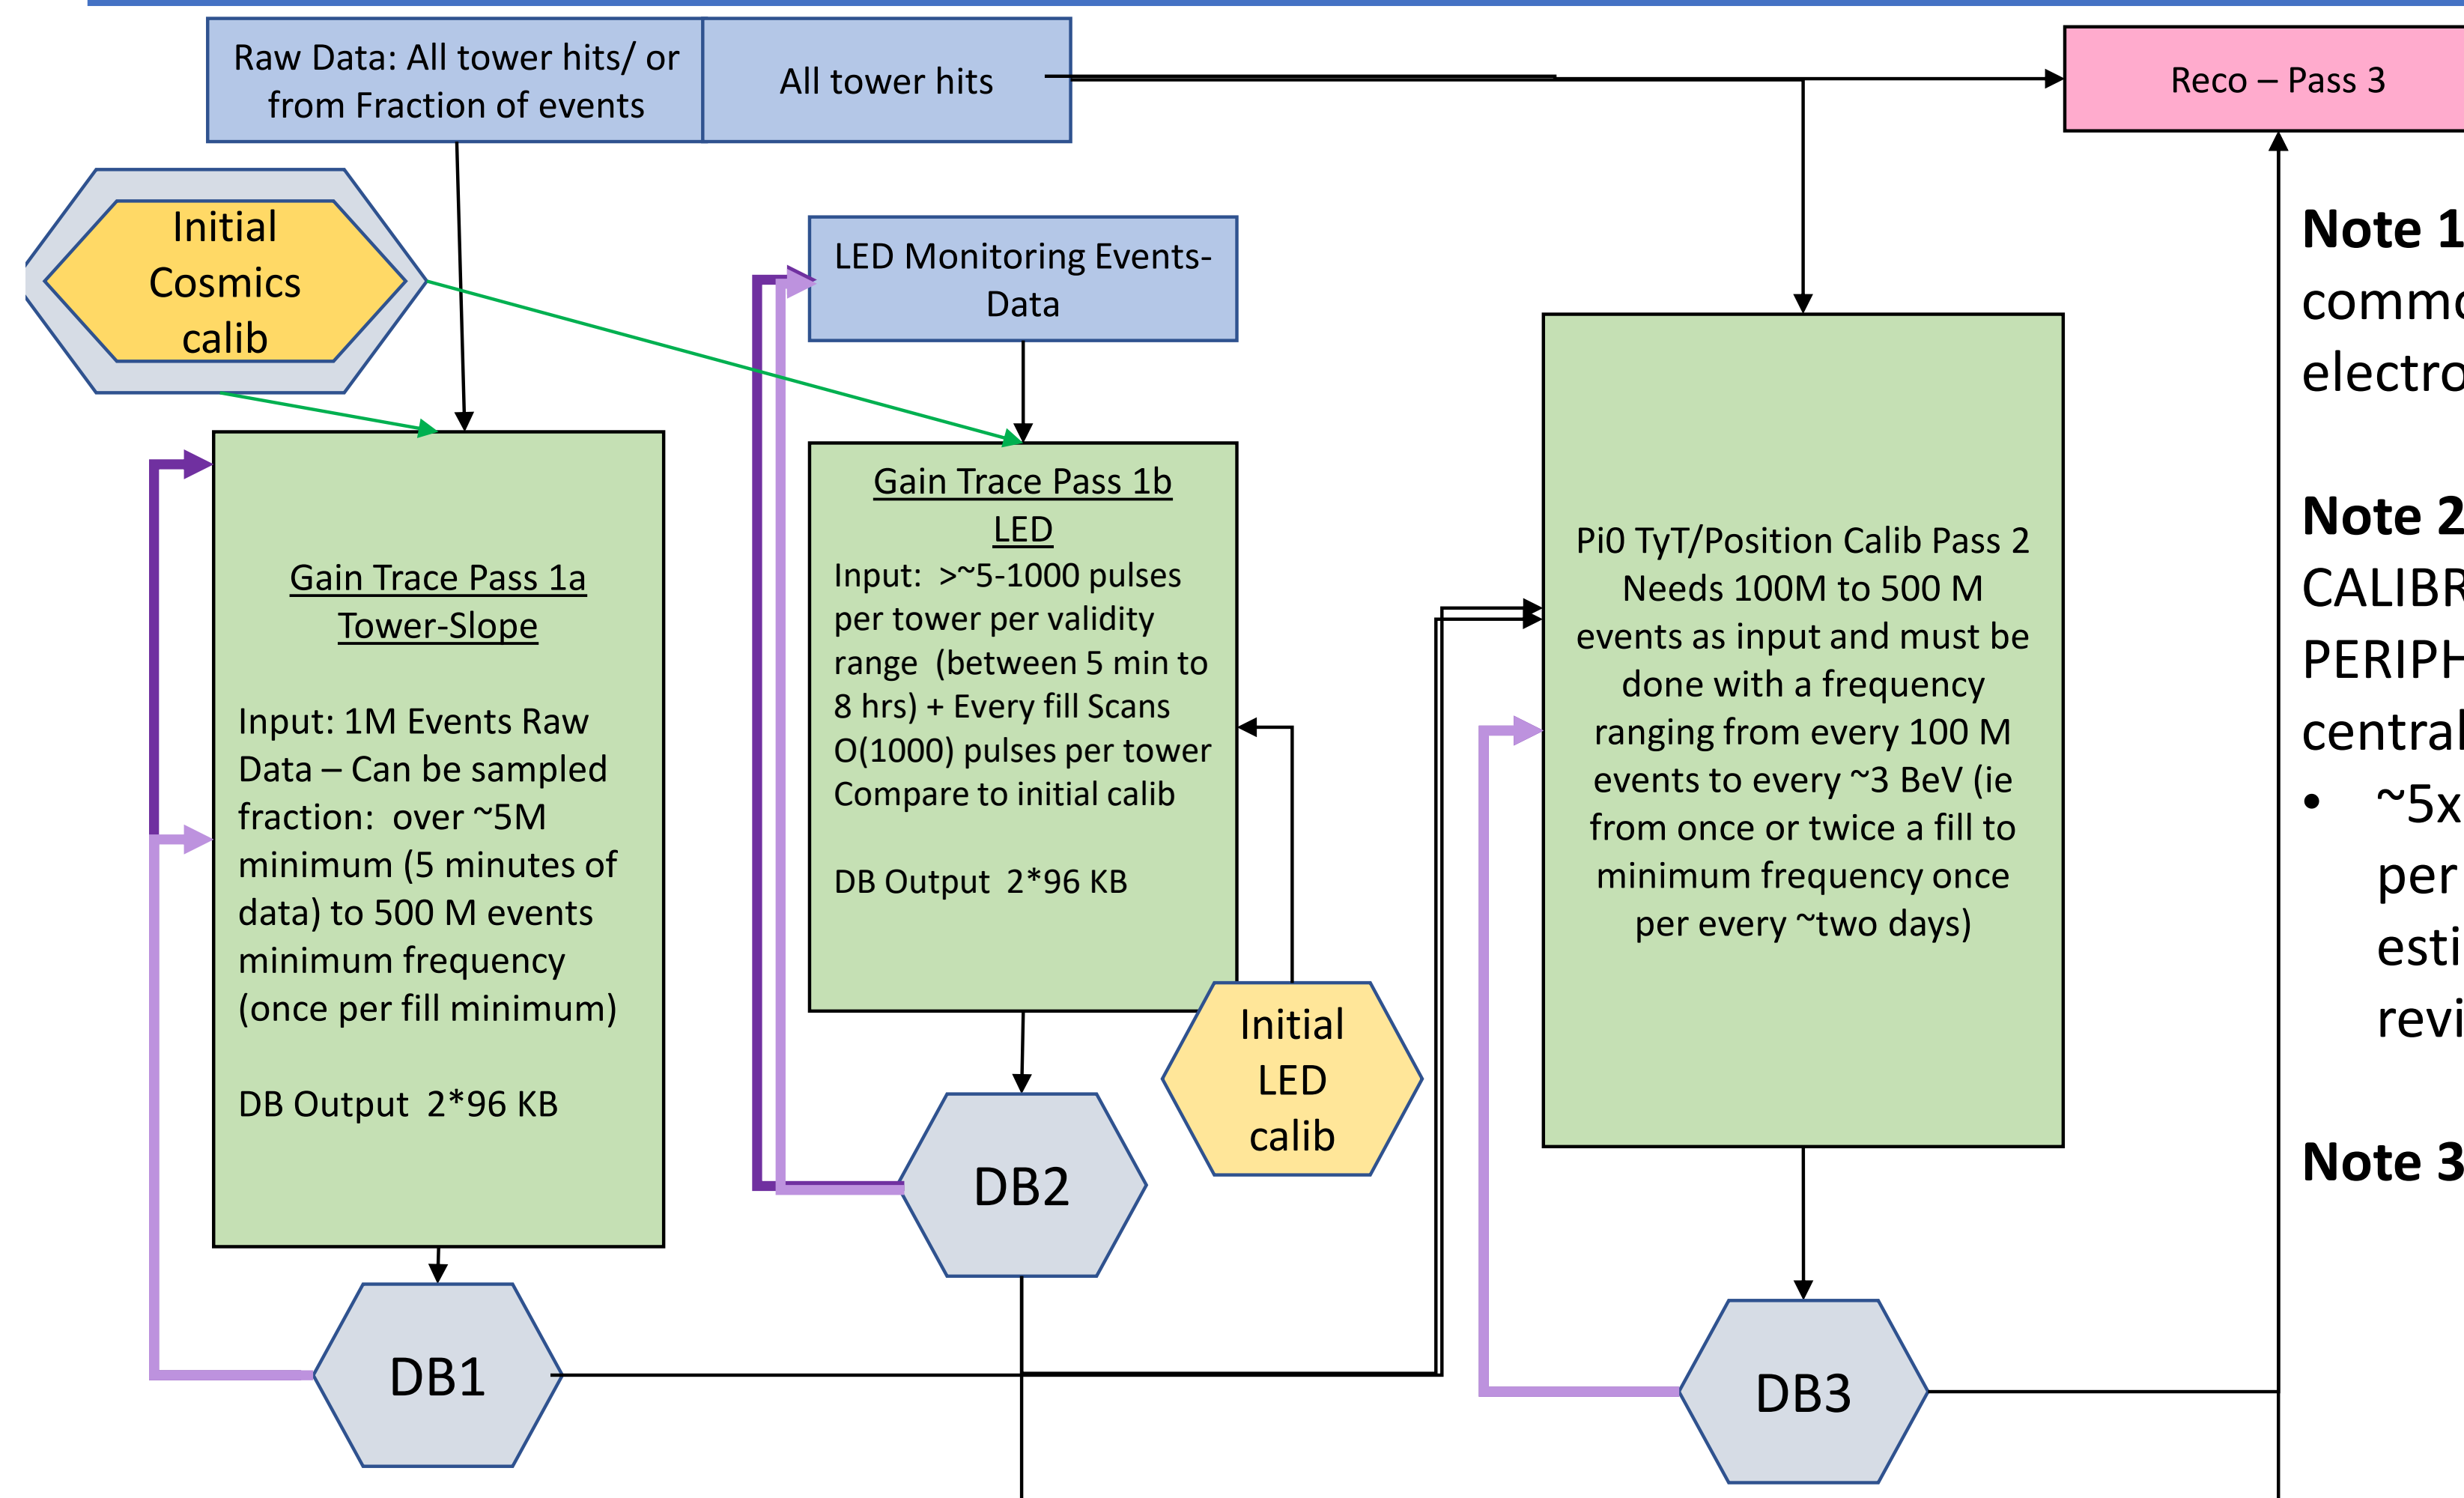 Raw Data: All tower hits/ or
from Fraction of events
All tower hits
Reco – Pass 3
Initial
Cosmics
calib
LED Monitoring Events-
Data
Gain Trace Pass 1a
Tower-Slope
Input: 1M Events Raw
Data – Can be sampled
fraction:  over ~5M
minimum (5 minutes of
data) to 500 M events
minimum frequency
(once per fill minimum)
DB Output  2*96 KB
Gain Trace Pass 1b
LED
Input:  >~5-1000 pulses
per tower per validity
range  (between 5 min to
8 hrs) + Every fill Scans
O(1000) pulses per tower
Compare to initial calib
DB Output  2*96 KB
Pi0 TyT/Position Calib Pass 2
Needs 100M to 500 M
events as input and must be
done with a frequency
ranging from every 100 M
events to every ~3 BeV (ie
from once or twice a fill to
minimum frequency once
per every ~two days)
Initial
LED
calib
DB1
DB2
DB3
Note 1
Note 2
central
• ~5x
per
Note 3